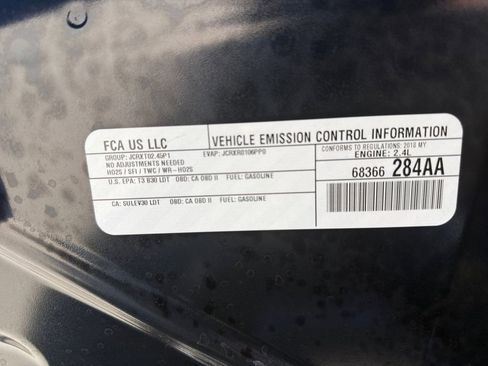 FCA US LLC
VEHICLE EMISSION CONTROL INFORMATION
GROUP: JCRXT02.45P1 EVAP: JCRXR0106PP0
CONFORMS TO REGULATIONS: 2018 MY
NO ADJUSTMENTS NEEDED
ENGINE: 2.4L
HO2S / SFI / TWC / WR-HO2S
68366 284AA
U.S. EPA: T3 B30 LDT OBD: CA OBD II FUEL: GASOLINE
CA: SULEV30 LDT OBD: CA OBD II FUEL: GASOLINE